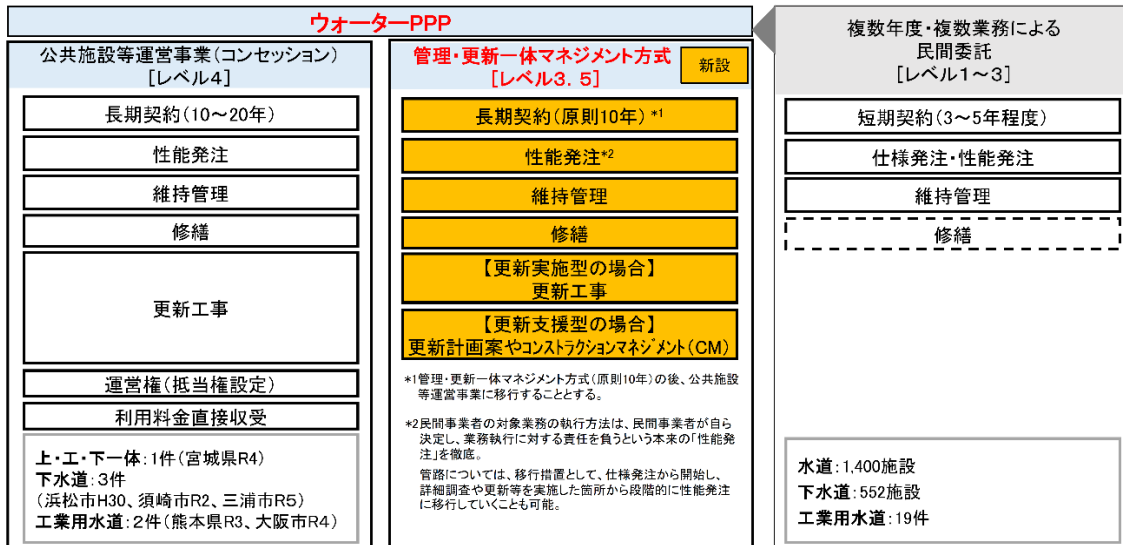 ウォーターPPP
公共施設等運営事業(コンセッション)
[レベル4]
長期契約(10～20年)
性能発注
維持管理
修繕
更新工事
運営権(抵当権設定)
利用料金直接収受
上・工・下一体:1件(宮城県R4)
下水道:3件
(浜松市H30、須崎市R2、三浦市R5)
工業用水道:2件(熊本県R3、大阪市R4)
管理・更新一体マネジメント方式
[レベル3.5]
新設
長期契約(原則10年) *1
性能発注*2
維持管理
修繕
【更新実施型の場合】
更新工事
【更新支援型の場合】
更新計画案やコンストラクションマネジメント(CM)
*1管理・更新一体マネジメント方式(原則10年)の後、公共施設
等運営事業に移行することとする。
*2民間事業者の対象業務の執行方法は、民間事業者が自ら
決定し、業務執行に対する責任を負うという本来の「性能発
注」を徹底。
管路については、移行措置として、仕様発注から開始し、
詳細調査や更新等を実施した箇所から段階的に性能発注
に移行していくことも可能。
複数年度・複数業務による
民間委託
[レベル1～3]
短期契約(3～5年程度)
仕様発注・性能発注
維持管理
修繕
水道:1,400施設
下水道:552施設
工業用水道:19件